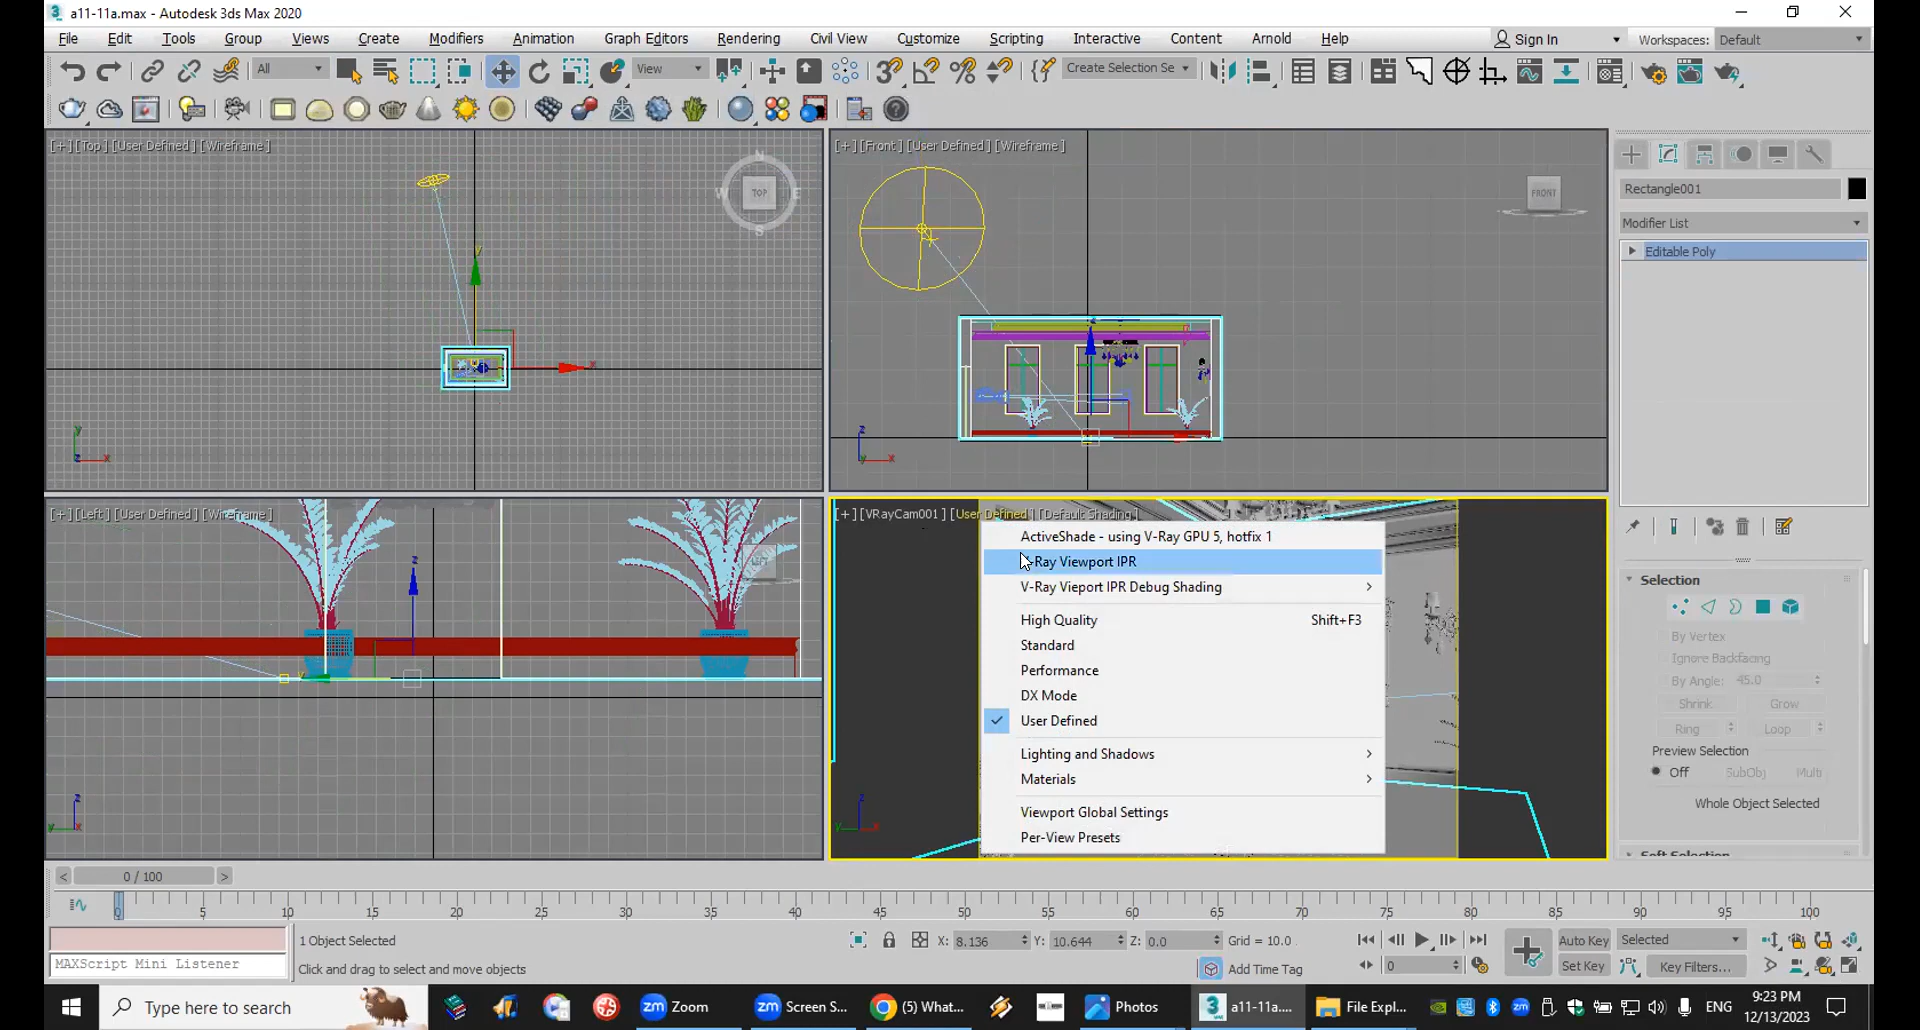 a11-11a.max - Autodesk 3ds Max 2020
File Edit Tools Group Views Create Modifiers Animation Graph Editors Rendering Civil View Customize Scripting Interactive Content Arnold Help Sign In Workspaces: Default
All View Create Selection Se
[+] [Top] [User Defined] [Wireframe]
N
W TOP E
S
y
x
y
z x
[+] [Front] [User Defined] [Wireframe]
FRONT
z
y x
[+] [Left] [User Defined] [Wireframe]
LEFT
z
z
y x
[+] [VRayCam001] [User Defined] [Default Shading]
ActiveShade - using V-Ray GPU 5, hotfix 1
-Ray Viewport IPR
V-Ray Vieport IPR Debug Shading
High Quality Shift+F3
Standard
Performance
DX Mode
User Defined
Lighting and Shadows
Materials
Viewport Global Settings
Per-View Presets
z
y x
Rectangle001
Modifier List
Editable Poly
Selection
By Vertex
Ignore Backfacing
By Angle: 45.0
Shrink Grow
Ring Loop
Preview Selection
Off SubObj Multi
Whole Object Selected
Soft Selection
< 0 / 100 >
0 5 10 15 20 25 30 35 40 45 50 55 60 65 70 75 80 85 90 95 100
1 Object Selected X: 8.136 Y: 10.644 Z: 0.0 Grid = 10.0 Auto Key Selected
MAXScript Mini Listener Click and drag to select and move objects Add Time Tag 0 Set Key Key Filters...
Type here to search zm Zoom zm Screen S... (5) What... Photos 3 a11-11a.... File Expl... zm ENG 9:23 PM
12/13/2023